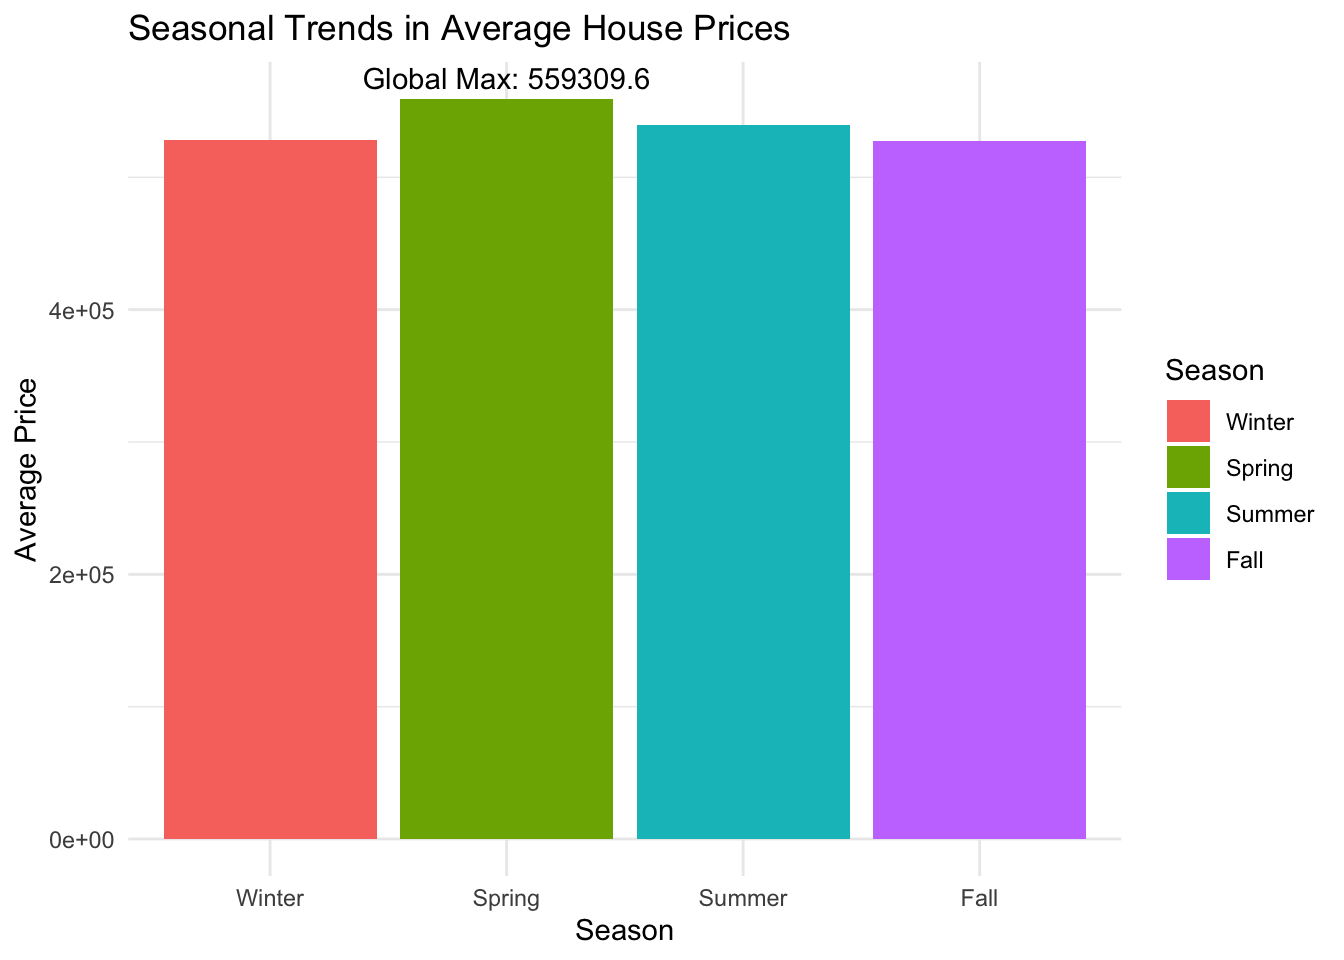 Seasonal Trends in Average House Prices
Global Max: 559309.6
4e+05
2e+05
0e+00
Average Price
Winter
Spring
Summer
Fall
Season
Season
Winter
Spring
Summer
Fall